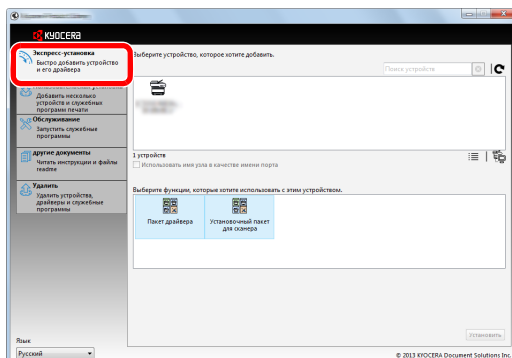 KYOCERA
Экспресс-установка
Быстро добавить устройство
и его драйвера
Выберите устройство, которое хотите добавить.
Поиск устройств
Добавить несколько
устройств и служебных
программ печати
Обслуживание
Запустить служебные
программы
другие документы
Читать инструкции и файлы
readme
Удалить
Удалить устройства,
драйверы и служебные
программы
1 устройств
Использовать имя узла в качестве имени порта
Выберите функции, которые хотите использовать с этим устройством.
Пакет драйвера
Установочный пакет
для сканера
Установить
Язык
Русский
© 2013 KYOCERA Document Solutions Inc.